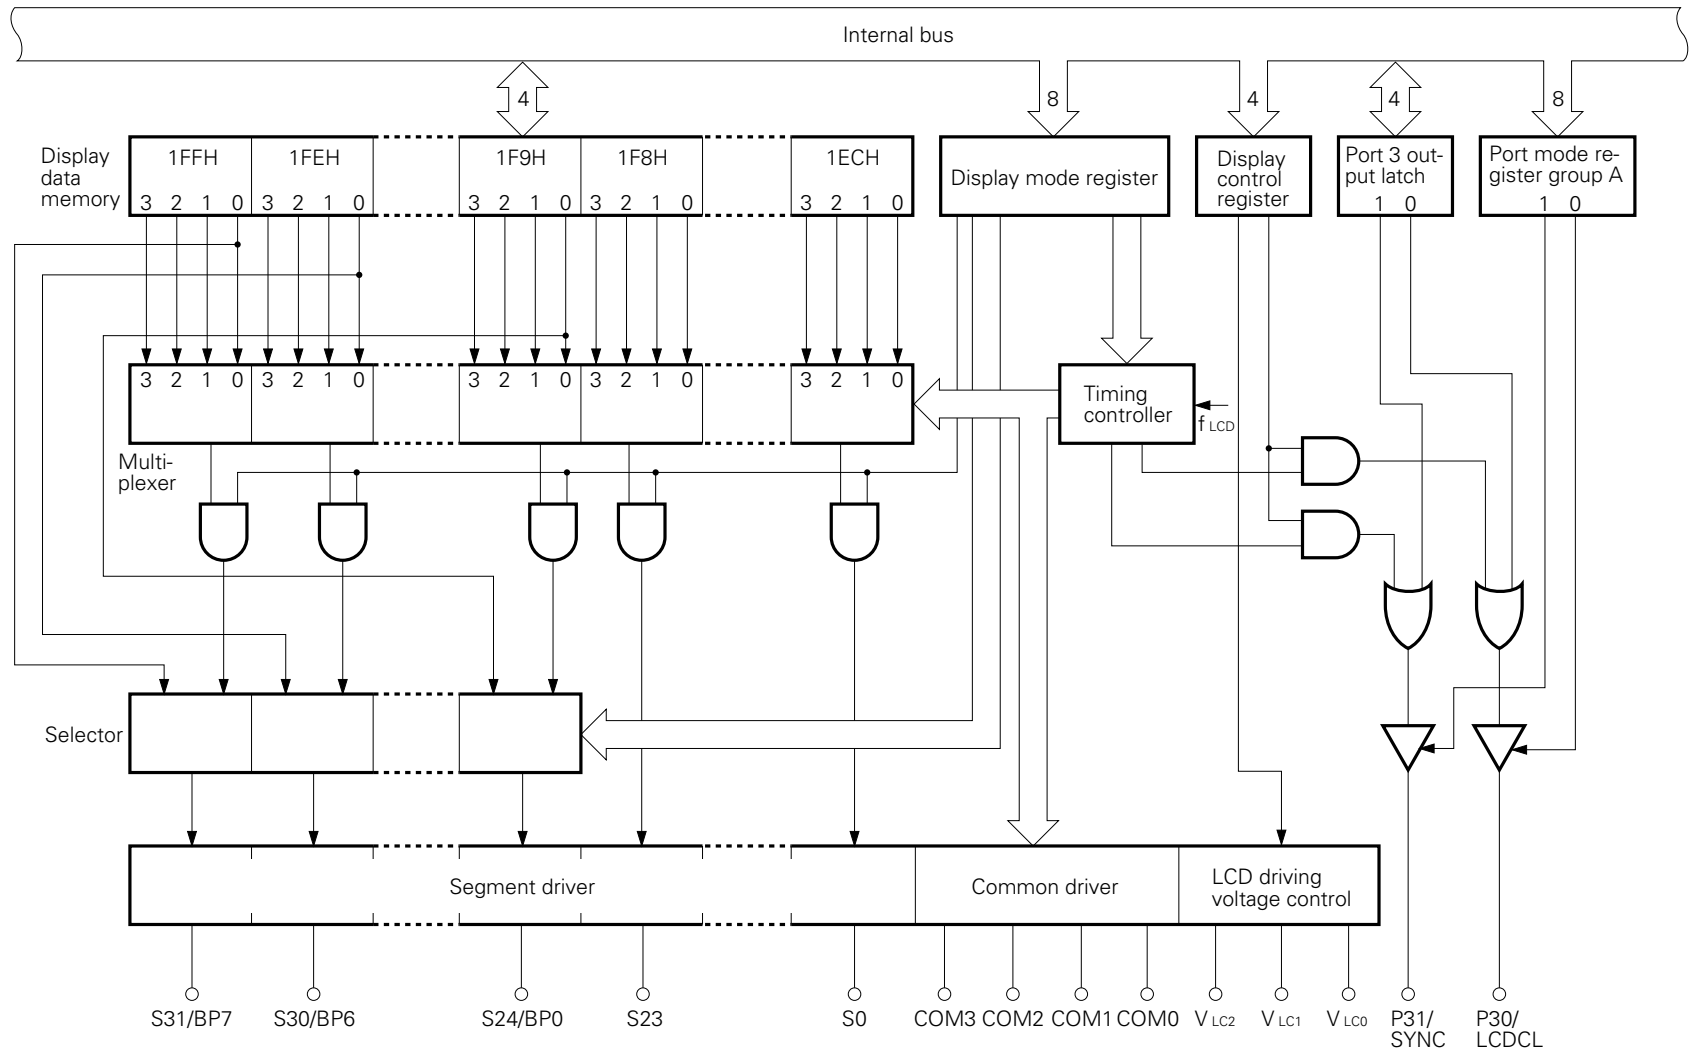 Internal bus
4 8 4 4 8
Display
data
memory
1FFH 1FEH 1F9H 1F8H 1ECH
3 2 1 0 3 2 1 0 3 2 1 0 3 2 1 0 3 2 1 0
Display mode register
Display
control
register
Port 3 out-
put latch
1 0
Port mode re-
gister group A
1 0
3 2 1 0 3 2 1 0 3 2 1 0 3 2 1 0 3 2 1 0
Timing
controller
f LCD
Multi-
plexer
Selector
Segment driver
Common driver
LCD driving
voltage control
S31/BP7 S30/BP6 S24/BP0 S23 S0 COM3 COM2 COM1 COM0 V LC2 V LC1 V LC0
P31/
SYNC
P30/
LCDCL